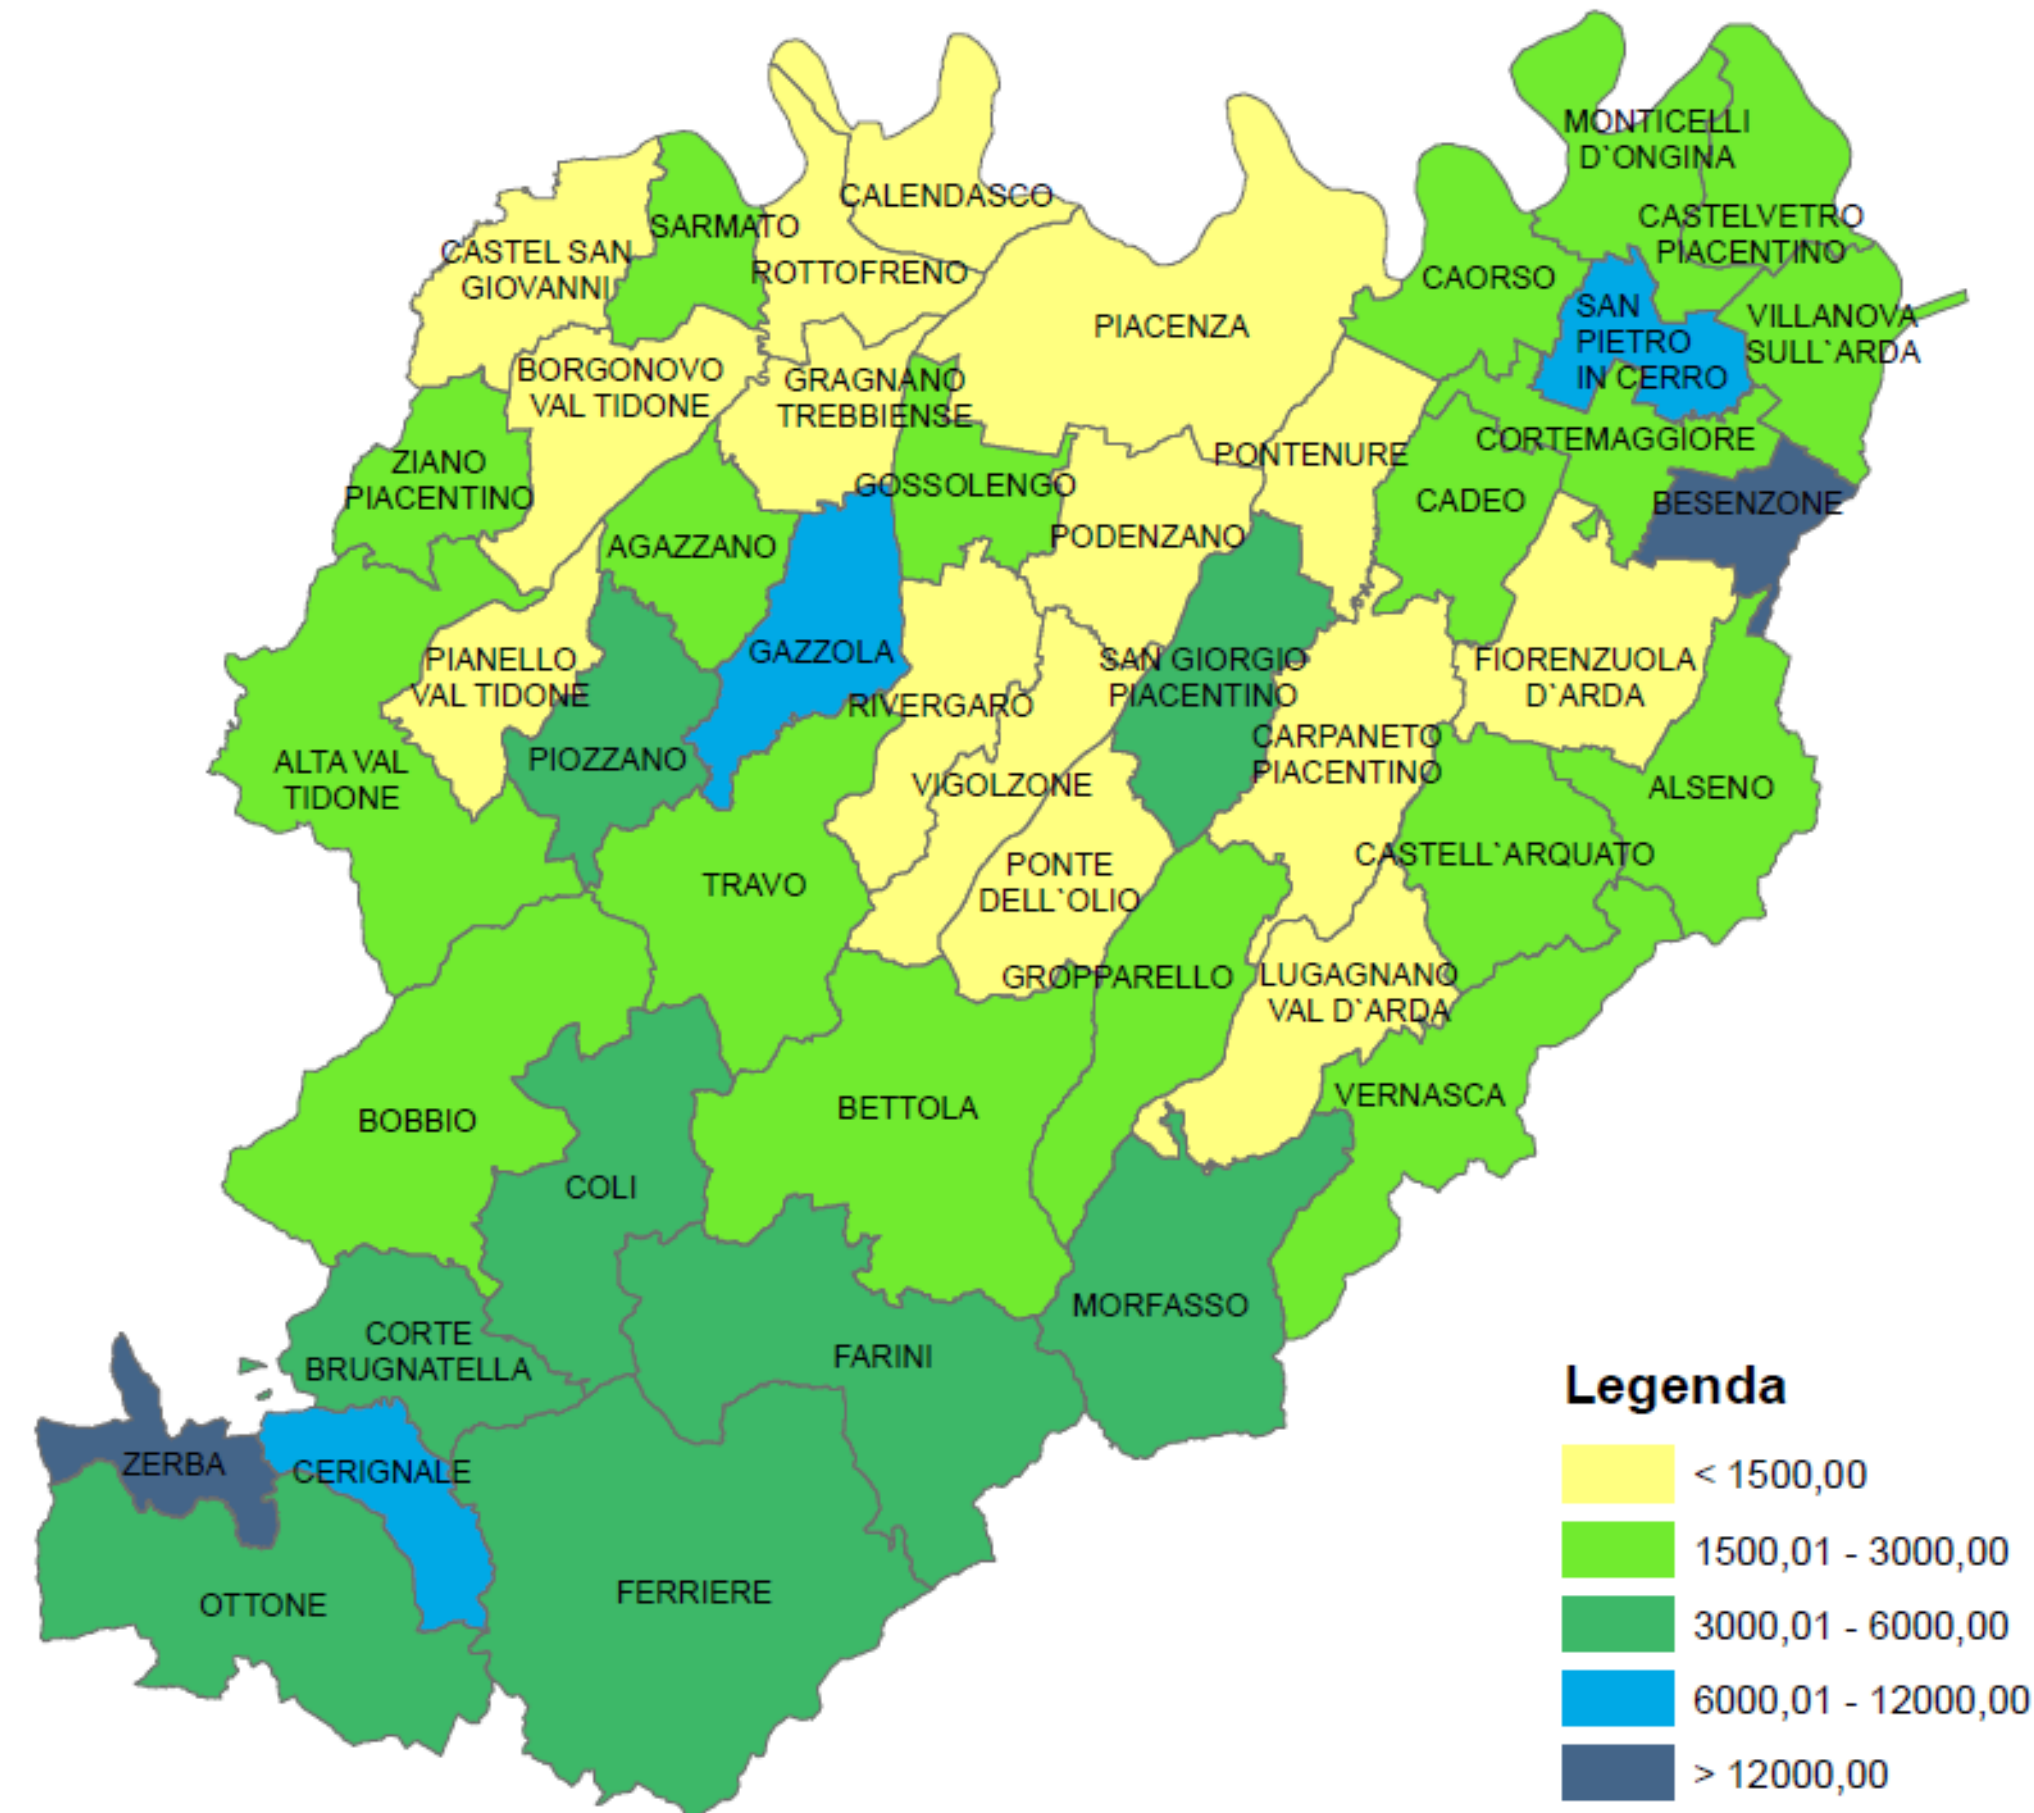 MONTICELLI
D`ONGINA
CALENDASCO
SARMATO
CASTELVETRO
PIACENTINO
CASTEL SAN
GIOVANNI
ROTTOFRENO
CAORSO
SAN
PIETRO
IN CERRO
PIACENZA
VILLANOVA
SULL`ARDA
BORGONOVO
VAL TIDONE
GRAGNANO
TREBBIENSE
CORTEMAGGIORE
PONTENURE
ZIANO
PIACENTINO
GOSSOLENGO
CADEO
BESENZONE
PODENZANO
AGAZZANO
GAZZOLA
PIANELLO
VAL TIDONE
SAN GIORGIO
PIACENTINO
FIORENZUOLA
D`ARDA
RIVERGARO
CARPANETO
PIACENTINO
PIOZZANO
ALTA VAL
TIDONE
VIGOLZONE
ALSENO
CASTELL`ARQUATO
PONTE
DELL`OLIO
TRAVO
GROPPARELLO
LUGAGNANO
VAL D`ARDA
VERNASCA
BETTOLA
BOBBIO
COLI
MORFASSO
CORTE
BRUGNATELLA
FARINI
ZERBA
CERIGNALE
FERRIERE
OTTONE
Legenda
< 1500,00
1500,01 - 3000,00
3000,01 - 6000,00
6000,01 - 12000,00
> 12000,00